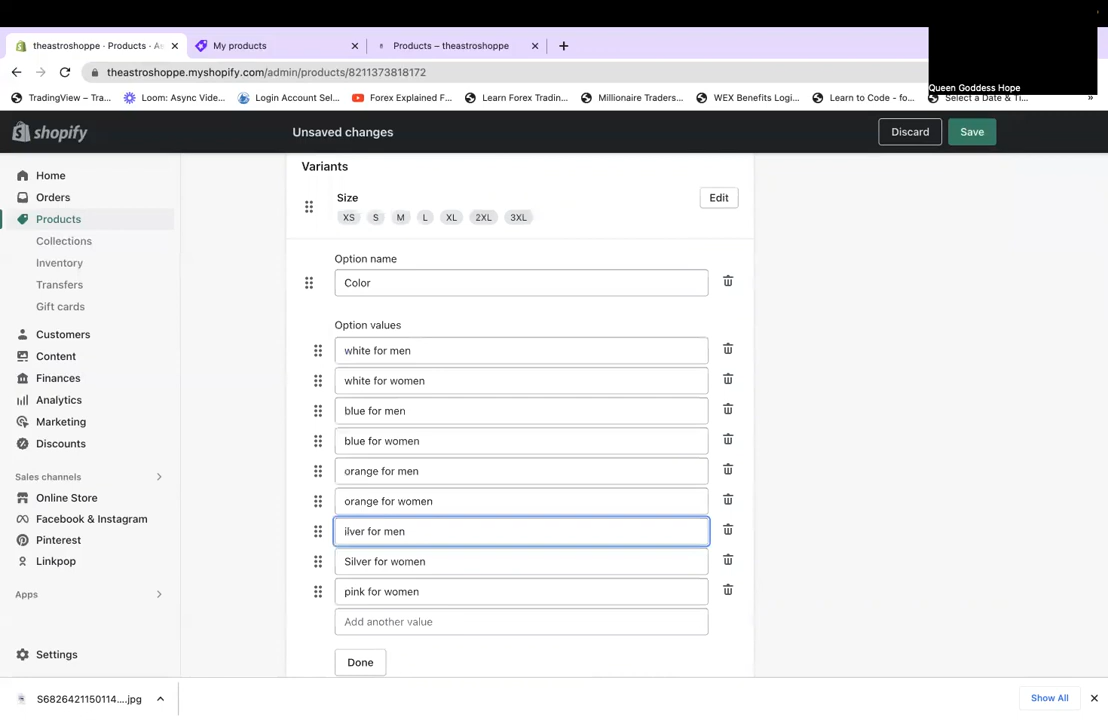 theastroshoppe · Products · As
My products
Products – theastroshoppe
theastroshoppe.myshopify.com/admin/products/8211373818172
Queen Goddess Hope
TradingView – Tra...
Loom: Async Vide...
Login Account Sel...
Forex Explained F...
Learn Forex Tradin...
Millionaire Traders...
WEX Benefits Logi...
Learn to Code - fo...
Select a Date & Ti...
»
shopify
Unsaved changes
Discard
Save
Home
Orders
Products
Collections
Inventory
Transfers
Gift cards
Customers
Content
Finances
Analytics
Marketing
Discounts
Sales channels
Online Store
Facebook & Instagram
Pinterest
Linkpop
Apps
Settings
Variants
Size
Edit
XS S M L XL 2XL 3XL
Option name
Color
Option values
white for men
white for women
blue for men
blue for women
orange for men
orange for women
ilver for men
Silver for women
pink for women
Add another value
Done
S6826421150114....jpg
Show All